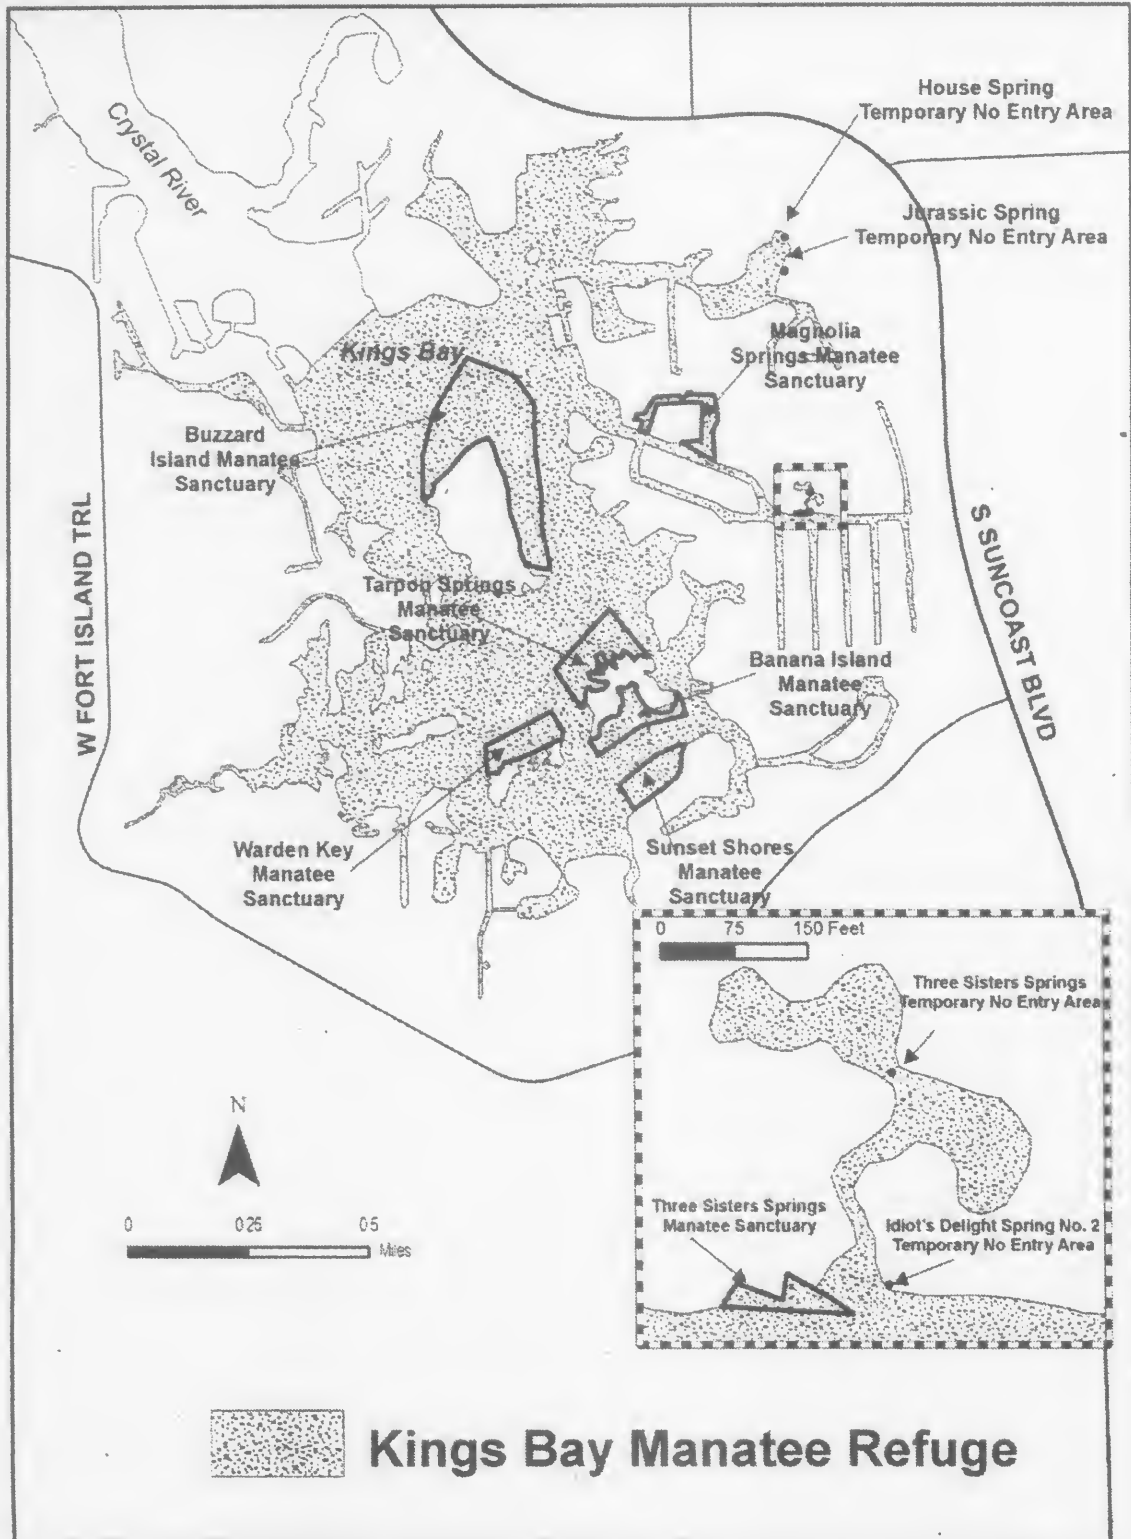 House Spring
Temporary No Entry Area
Crystal River
Jurassic Spring
Temporary No Entry Area
Magnolia
Springs Manatee
Sanctuary
Kings Bay
Buzzard
Island Manatee
Sanctuary
W FORT ISLAND TRL
S SUNCOAST BLVD
Tarpon Springs
Manatee
Sanctuary
Banana Island
Manatee
Sanctuary
Warden Key
Manatee
Sanctuary
Sunset Shores
Manatee
Sanctuary
0 75 150 Feet
Three Sisters Springs
Temporary No Entry Area
N
0 0.25 0.5
Miles
Three Sisters Springs
Manatee Sanctuary
Idiot's Delight Spring No. 2
Temporary No Entry Area
Kings Bay Manatee Refuge